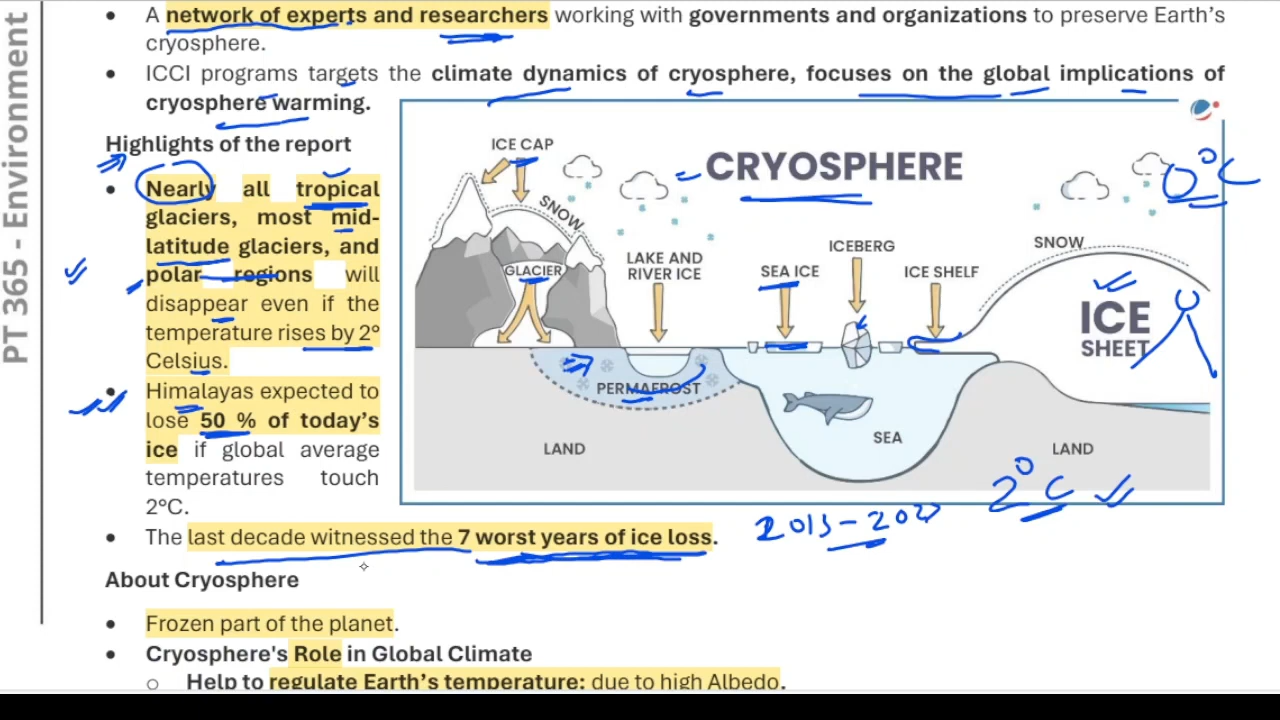 PT 365 - Environment
• A network of experts and researchers working with governments and organizations to preserve Earth's
cryosphere.
• ICCI programs targets the climate dynamics of cryosphere, focuses on the global implications of
cryosphere warming.
Highlights of the report
• Nearly all tropical
glaciers, most mid-
latitude glaciers, and
polar regions will
disappear even if the
temperature rises by 2°
Celsius.
• Himalayas expected to
lose 50 % of today's
ice if global average
temperatures touch
2°C.
CRYOSPHERE
ICE CAP
SNOW
GLACIER
LAKE AND
RIVER ICE
SEA ICE
ICEBERG
ICE SHELF
SNOW
ICE
SHEET
0°C
PERMAFROST
LAND
SEA
LAND
2°C
• The last decade witnessed the 7 worst years of ice loss.
About Cryosphere
• Frozen part of the planet.
• Cryosphere's Role in Global Climate
o Help to regulate Earth's temperature: due to high Albedo.